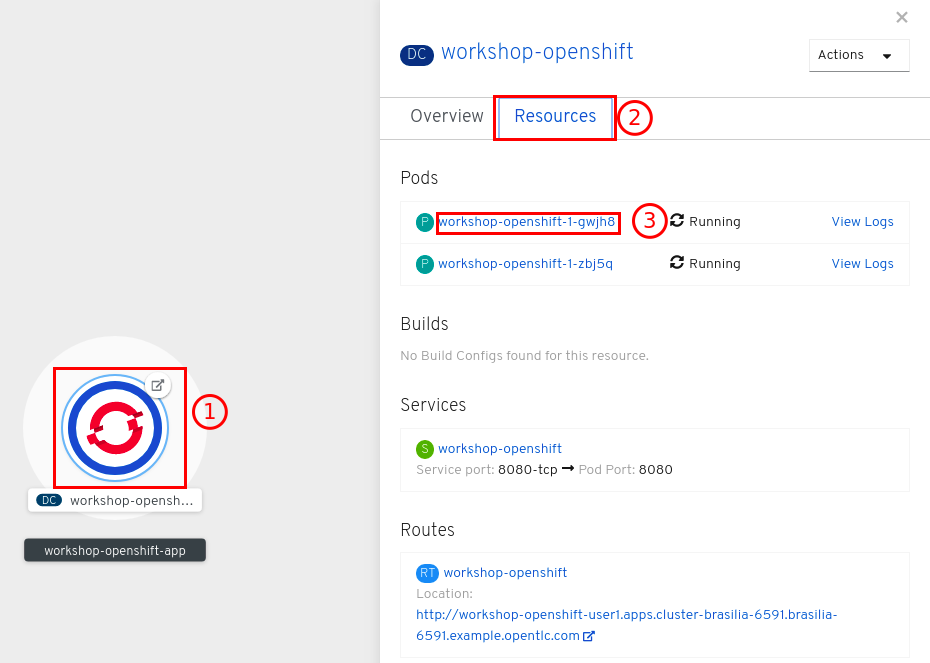 DC workshop-openshift
Actions
Overview Resources 2
Pods
P workshop-openshift-1-gwjh8 3 Running View Logs
P workshop-openshift-1-zbj5q Running View Logs
Builds
No Build Configs found for this resource.
Services
S workshop-openshift
Service port: 8080-tcp → Pod Port: 8080
Routes
RT workshop-openshift
Location:
http://workshop-openshift-user1.apps.cluster-brasilia-6591.brasilia-
6591.example.opentlc.com
1
DC workshop-opensh...
workshop-openshift-app